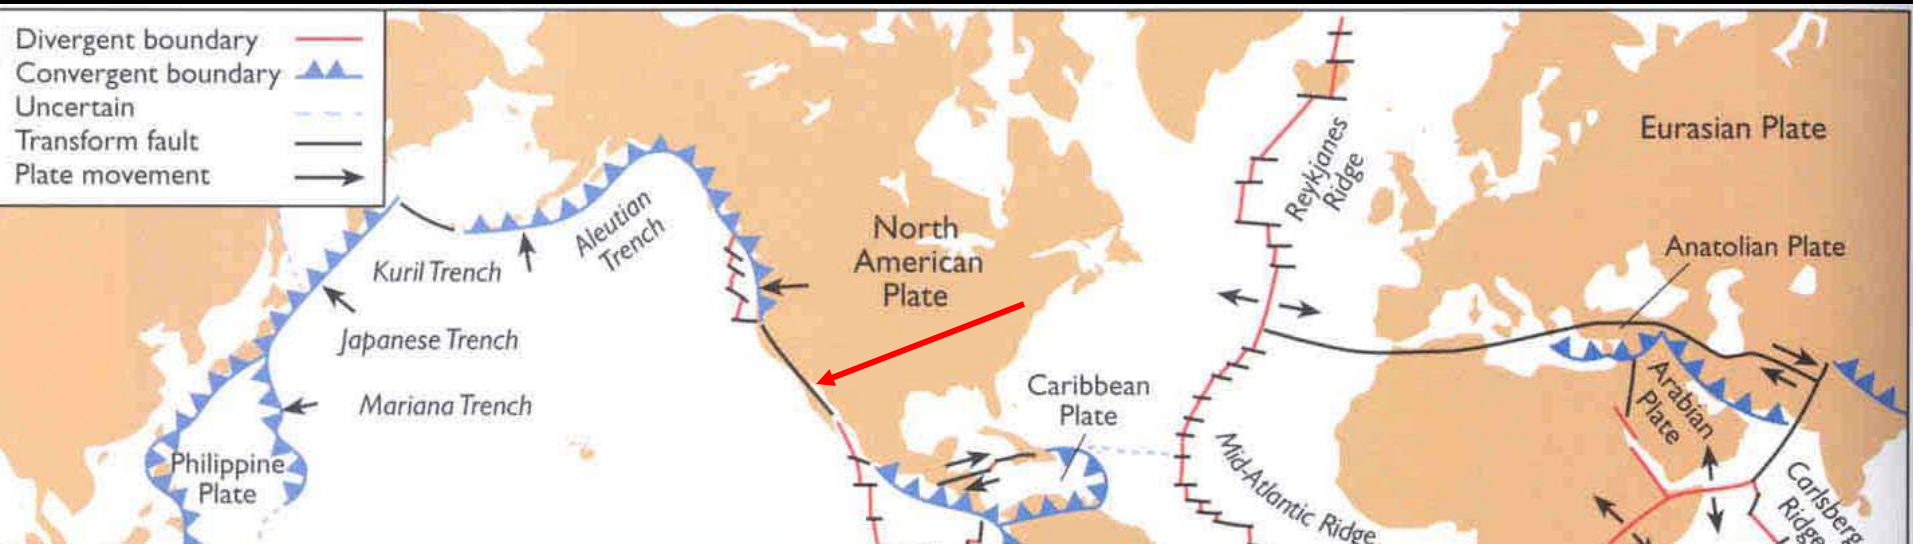 Divergent boundary
Convergent boundary
Uncertain
Transform fault
Plate movement
Eurasian Plate
Reykjanes
Ridge
Aleutian
Trench
North
American
Plate
Anatolian Plate
Kuril Trench
Japanese Trench
Mariana Trench
Caribbean
Plate
Arabian
Plate
Philippine
Plate
Mid-Atlantic Ridge
Carlsberg
Ridge